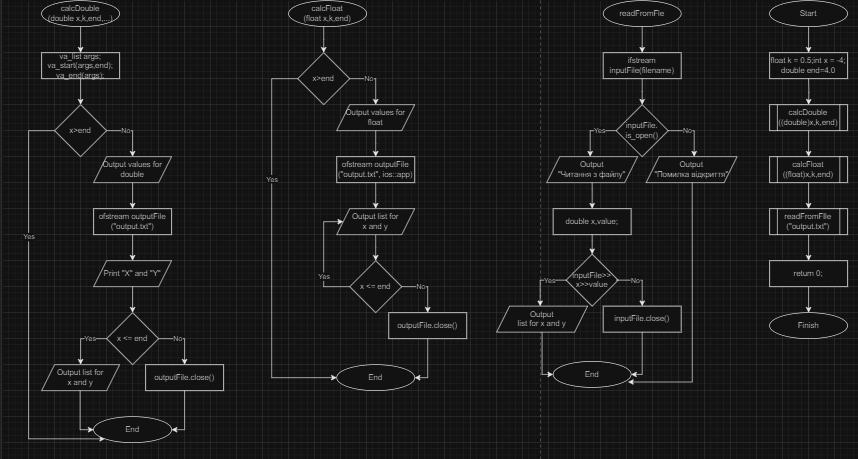 calcDouble
(double x,k,end,...)
va_list args;
va_start(args,end);
va_end(args);
x>end
No
Yes
Output values for
double
ofstream outputFile
("output.txt")
Print "X" and "Y"
x <= end
Yes
No
Output list for
x and y
outputFile.close()
End
calcFloat
(float x,k,end)
x>end
No
Yes
Output values for
float
ofstream outputFile
("output.txt", ios::app)
Output list for
x and y
Yes
x <= end
No
outputFile.close()
End
readFromFle
ifstream
inputFile(filename)
inputFile.
is_open()
Yes
No
Output
"Читання з файлу"
Output
"Помилка відкриття"
double x,value;
inputFile>>
x>>value
Yes
No
Output
list for x and y
inputFile.close()
End
Start
float k = 0.5;int x = -4;
double end=4.0
calcDouble
((double)x,k,end)
calcFloat
((float)x,k,end)
readFromFIle
("output.txt")
return 0;
Finish